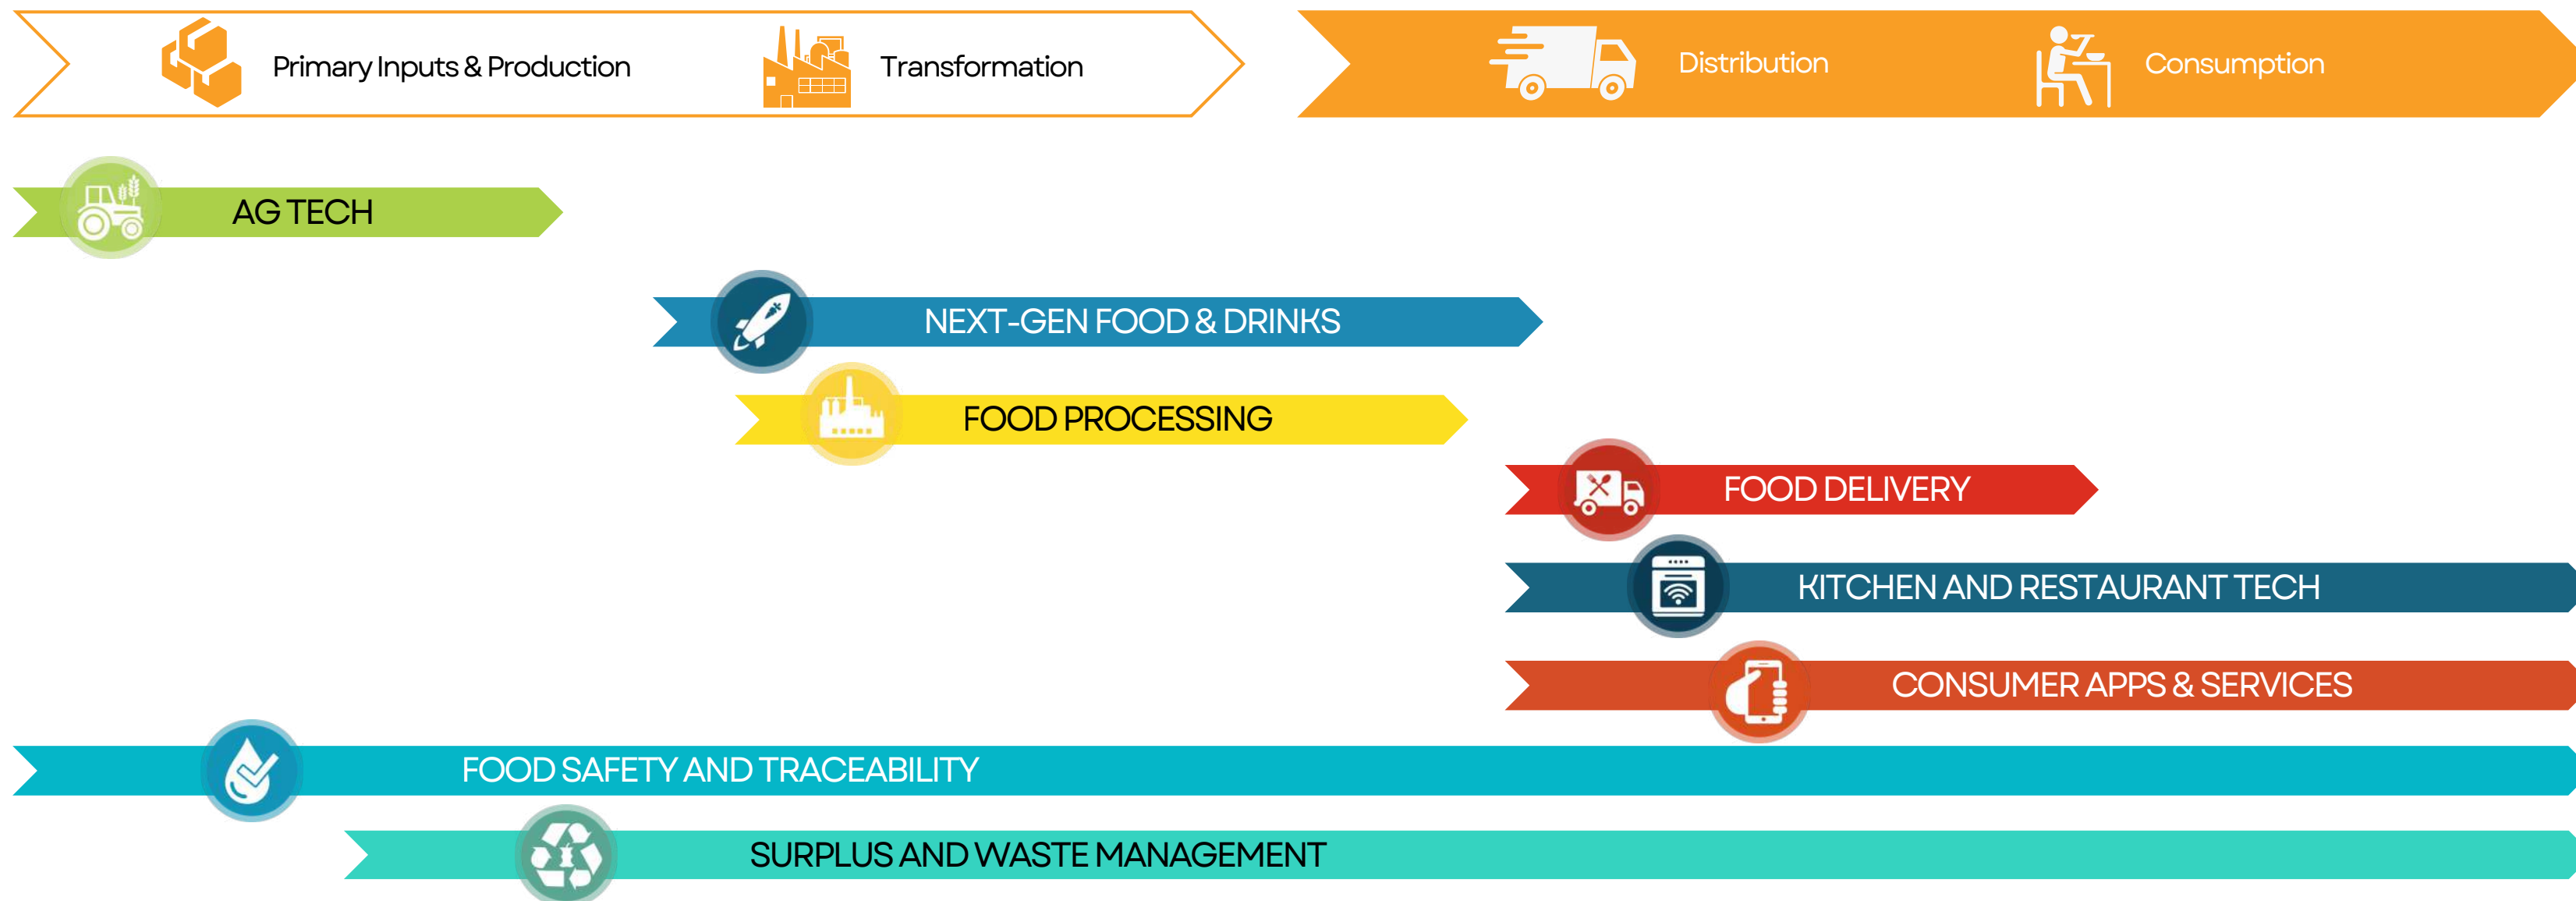 Primary Inputs & Production
Transformation
Distribution
Consumption
AG TECH
NEXT-GEN FOOD & DRINKS
FOOD PROCESSING
FOOD DELIVERY
KITCHEN AND RESTAURANT TECH
CONSUMER APPS & SERVICES
FOOD SAFETY AND TRACEABILITY
SURPLUS AND WASTE MANAGEMENT